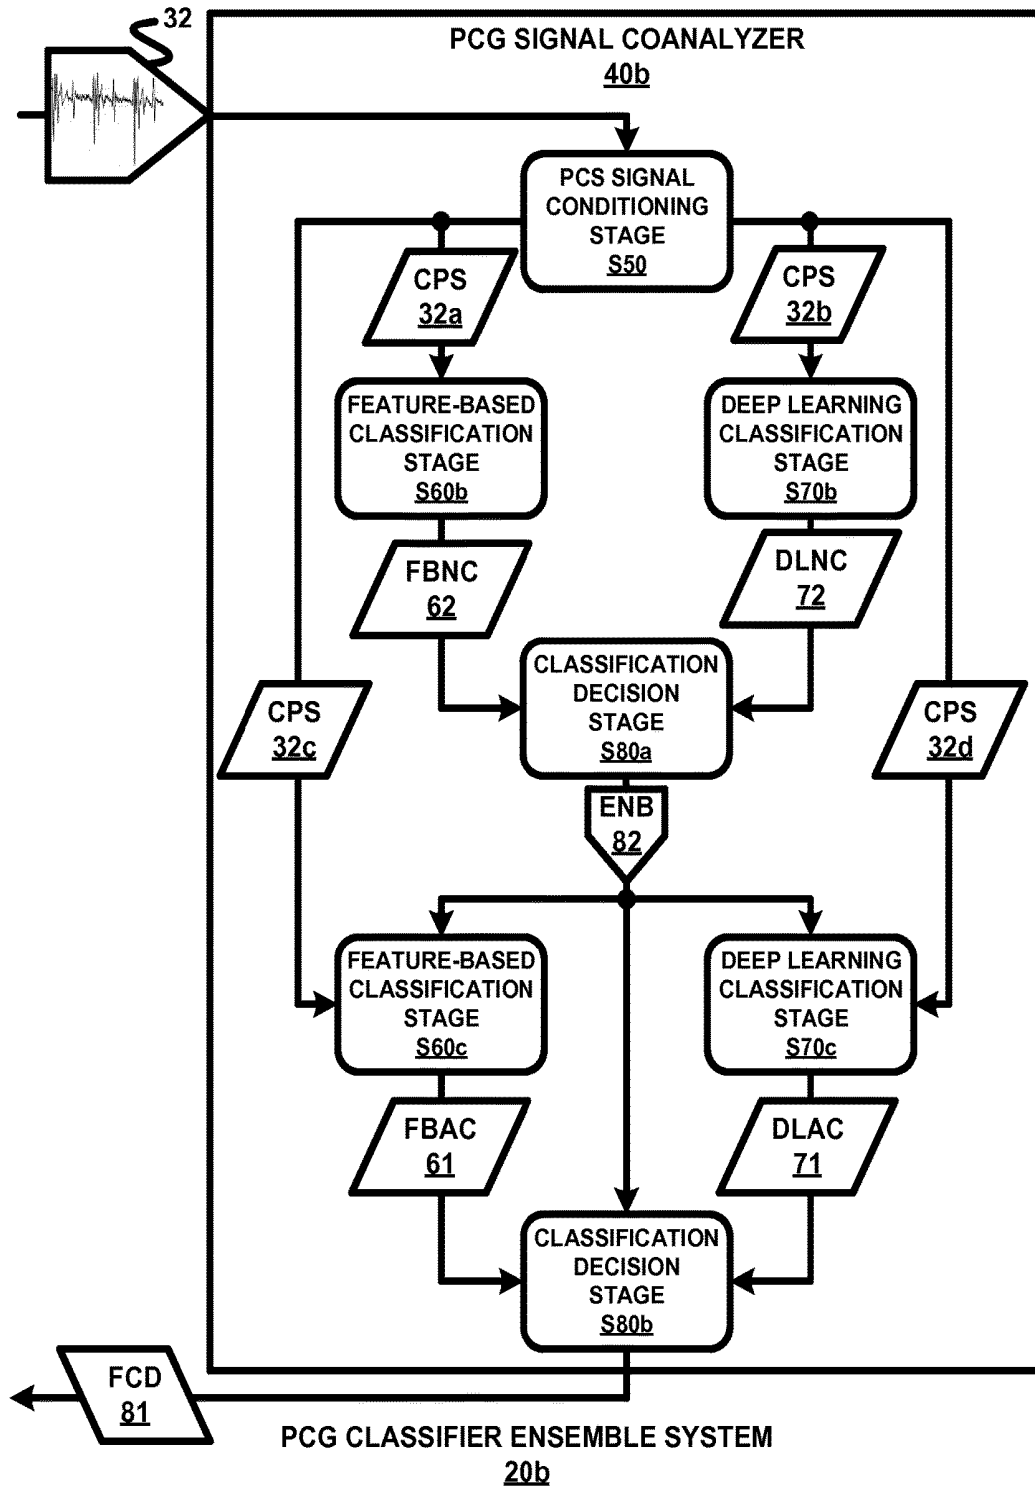 32
PCG SIGNAL COANALYZER
40b
PCS SIGNAL
CONDITIONING
STAGE
S50
CPS
32a
CPS
32b
FEATURE-BASED
CLASSIFICATION
STAGE
S60b
DEEP LEARNING
CLASSIFICATION
STAGE
S70b
FBNC
62
DLNC
72
CLASSIFICATION
DECISION
STAGE
S80a
CPS
32c
CPS
32d
ENB
82
FEATURE-BASED
CLASSIFICATION
STAGE
S60c
DEEP LEARNING
CLASSIFICATION
STAGE
S70c
FBAC
61
DLAC
71
CLASSIFICATION
DECISION
STAGE
S80b
FCD
81
PCG CLASSIFIER ENSEMBLE SYSTEM
20b